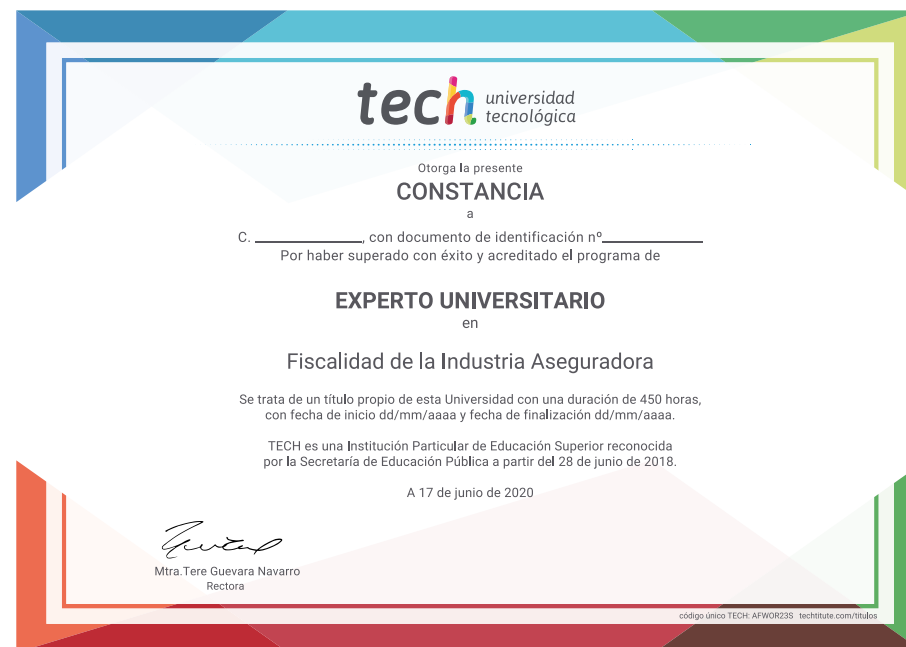 tech universidad
tecnológica
Otorga la presente
CONSTANCIA
a
C. ____________, con documento de identificación nº____________
Por haber superado con éxito y acreditado el programa de
EXPERTO UNIVERSITARIO
en
Fiscalidad de la Industria Aseguradora
Se trata de un título propio de esta Universidad con una duración de 450 horas,
con fecha de inicio dd/mm/aaaa y fecha de finalización dd/mm/aaaa.
TECH es una Institución Particular de Educación Superior reconocida
por la Secretaría de Educación Pública a partir del 28 de junio de 2018.
A 17 de junio de 2020
Mtra.Tere Guevara Navarro
Rectora
código único TECH: AFWOR23S techtitute.com/titulos